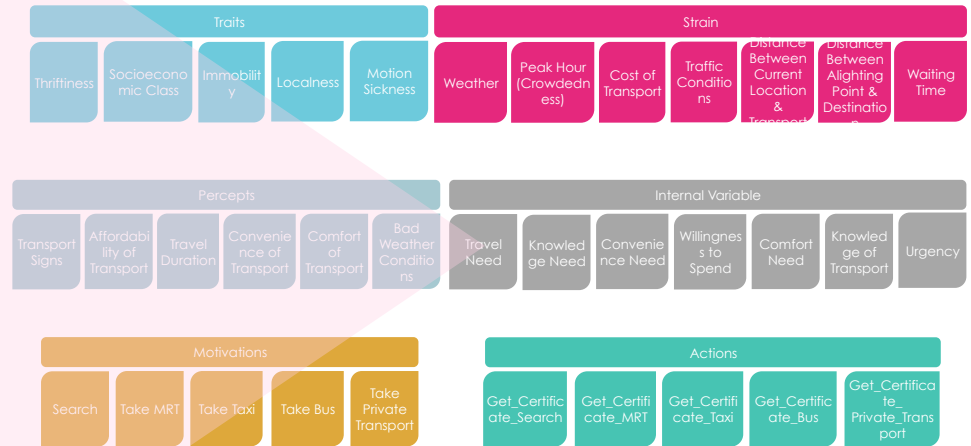 Traits
Strain
Thriftiness
Socioecono
mic Class
Immobilit
y
Localness
Motion
Sickness
Weather
Peak Hour
(Crowdedn
ess)
Cost of
Transport
Traffic
Conditio
ns
Distance
Between
Current
Location
&
Transport
Distance
Between
Alighting
Point &
Destinatio
n
Waiting
Time
Percepts
Internal Variable
Transport
Signs
Affordabi
lity of
Transport
Travel
Duration
Convenie
nce of
Transport
Comfort
of
Transport
Bad
Weather
Conditio
ns
Travel
Need
Knowled
ge Need
Convenie
nce Need
Willingnes
s to
Spend
Comfort
Need
Knowled
ge of
Transport
Urgency
Motivations
Actions
Search
Take MRT
Take Taxi
Take Bus
Take
Private
Transport
Get_Certific
ate_Search
Get_Certifi
cate_MRT
Get_Certifi
cate_Taxi
Get_Certific
ate_Bus
Get_Certifica
te_
Private_Trans
port